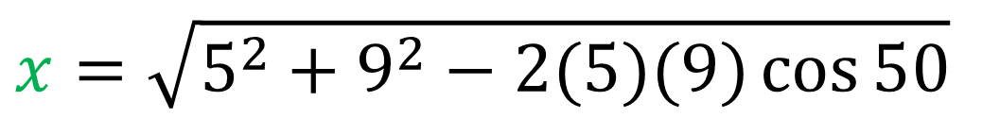 x = √5² + 9² − 2(5)(9) cos 50